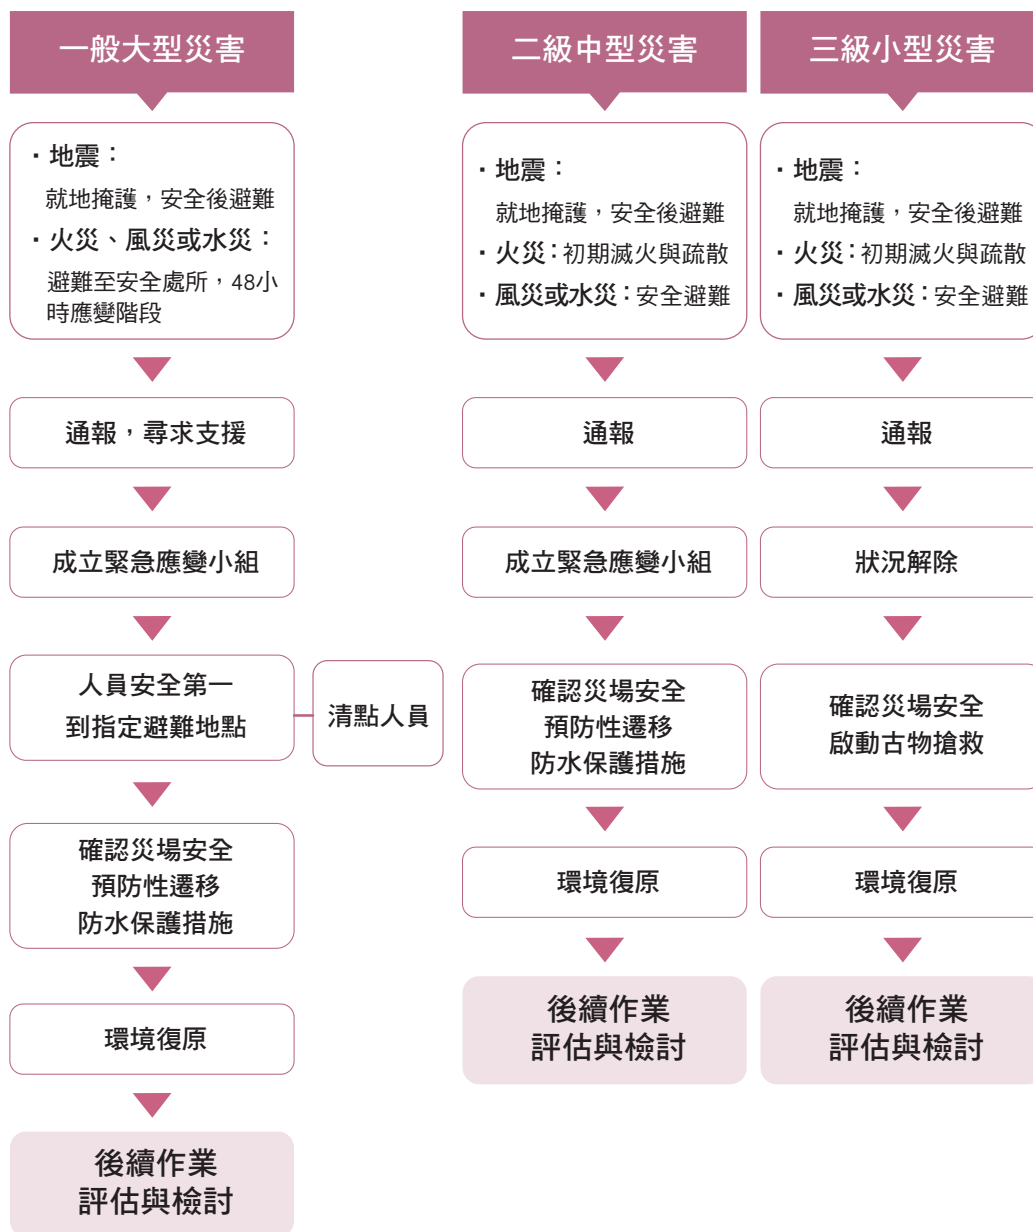 一般大型災害
・地震：
就地掩護，安全後避難
・火災、風災或水災：
避難至安全處所，48小
時應變階段
通報，尋求支援
成立緊急應變小組
人員安全第一
到指定避難地點
清點人員
確認災場安全
預防性遷移
防水保護措施
環境復原
後續作業
評估與檢討
二級中型災害
・地震：
就地掩護，安全後避難
・火災：初期滅火與疏散
・風災或水災：安全避難
通報
成立緊急應變小組
確認災場安全
預防性遷移
防水保護措施
環境復原
後續作業
評估與檢討
三級小型災害
・地震：
就地掩護，安全後避難
・火災：初期滅火與疏散
・風災或水災：安全避難
通報
狀況解除
確認災場安全
啟動古物搶救
環境復原
後續作業
評估與檢討